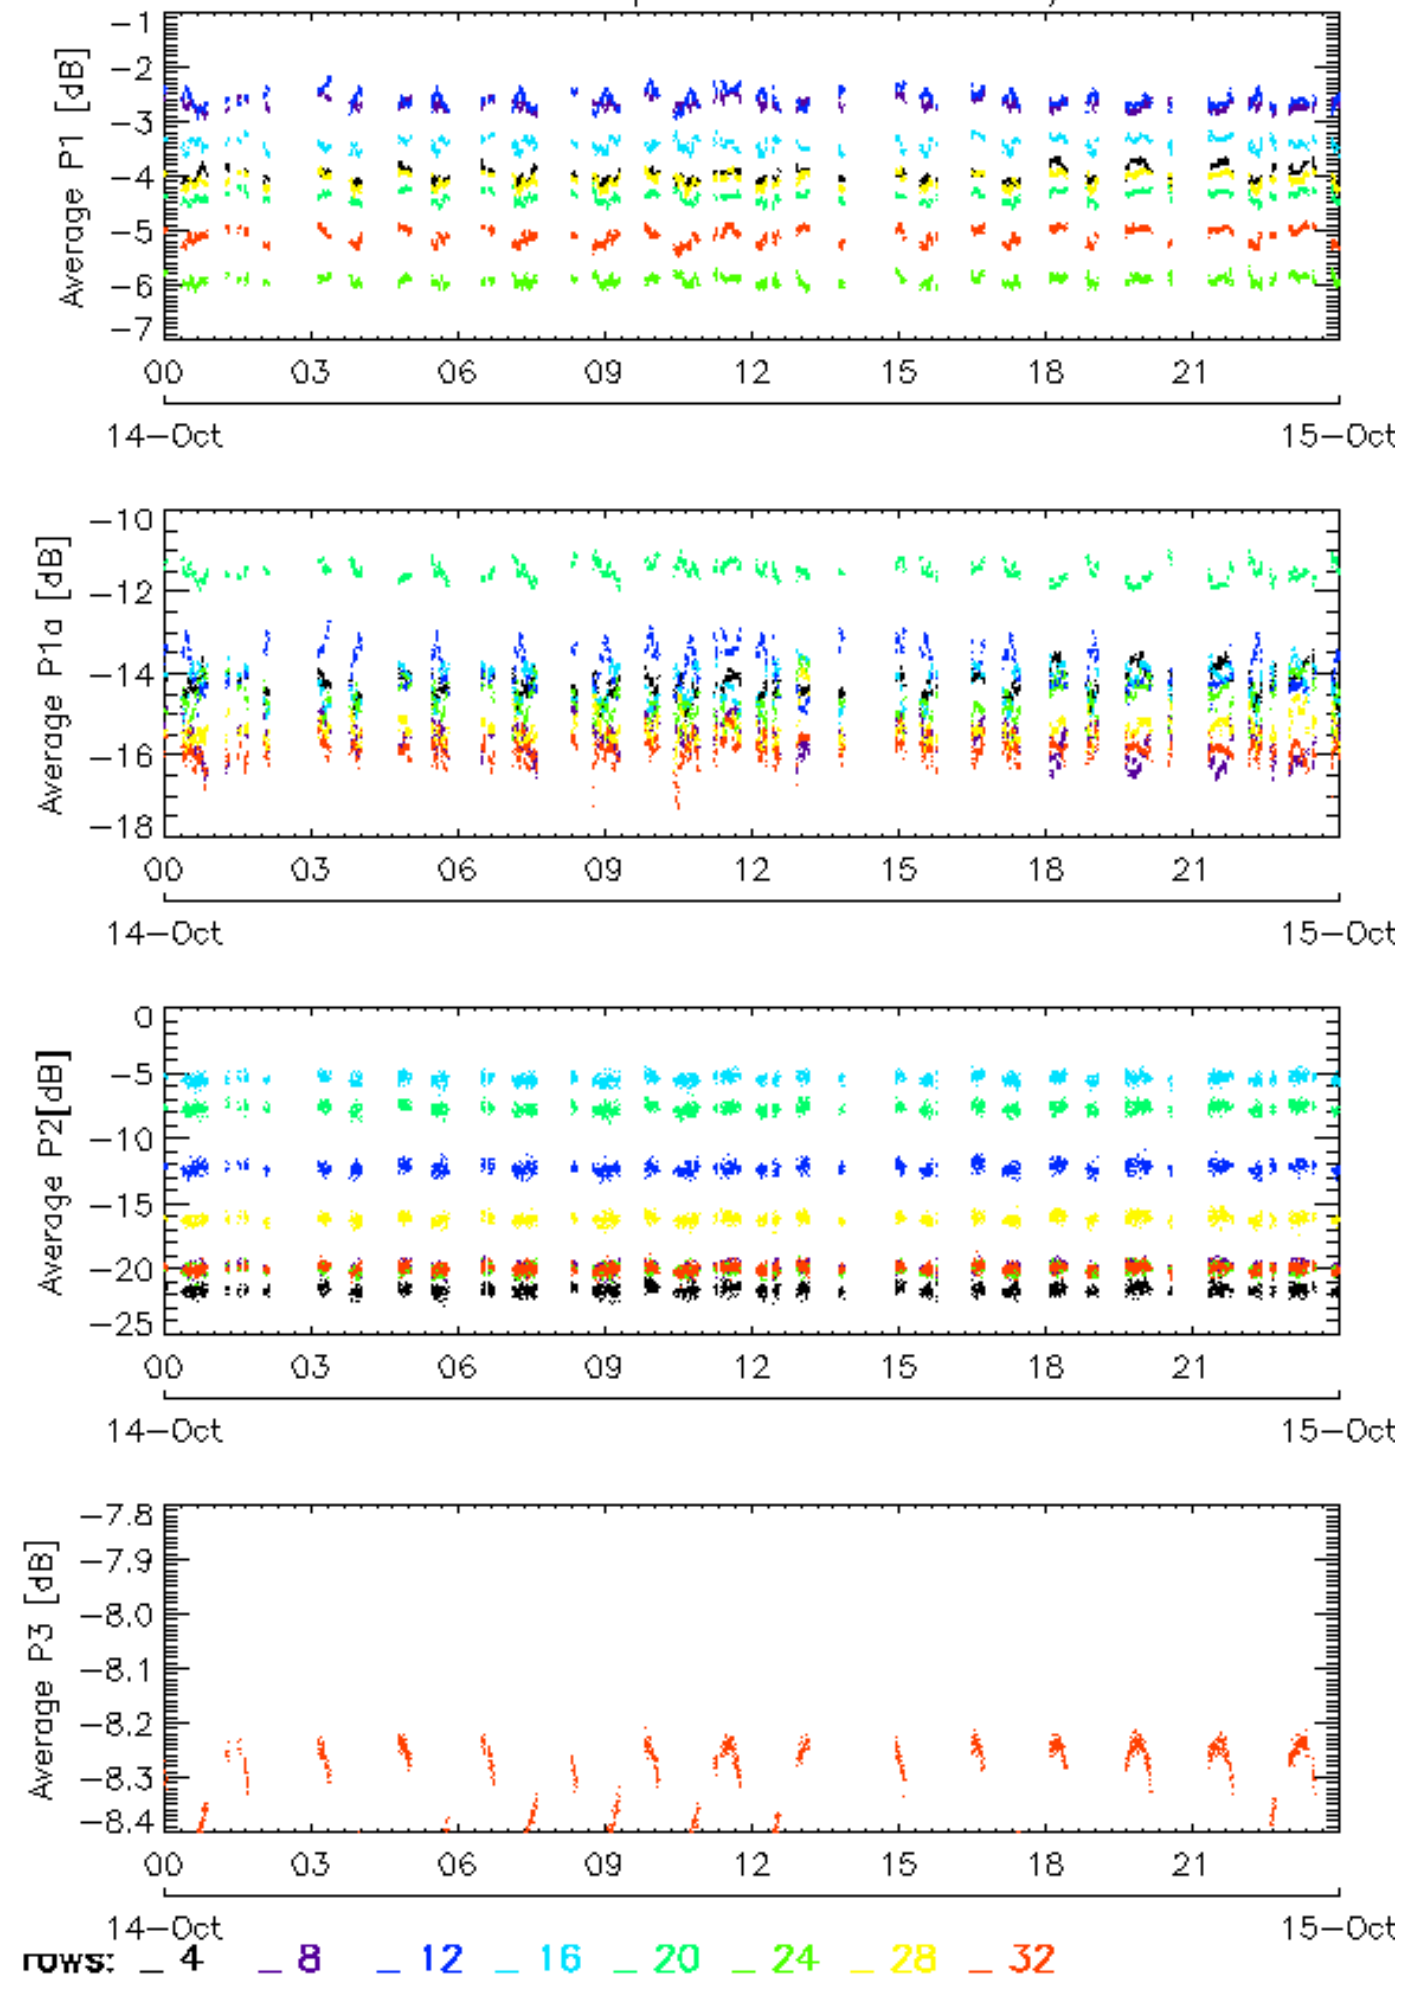 Average P1 [dB]
-1
-2
-3
-4
-5
-6
-7
00 03 06 09 12 15 18 21
14-Oct 15-Oct
Average P1a [dB]
-10
-12
-14
-16
-18
00 03 06 09 12 15 18 21
14-Oct 15-Oct
Average P2[dB]
0
-5
-10
-15
-20
-25
00 03 06 09 12 15 18 21
14-Oct 15-Oct
Average P3 [dB]
-7.8
-7.9
-8.0
-8.1
-8.2
-8.3
-8.4
00 03 06 09 12 15 18 21
14-Oct 15-Oct
rows: _ 4 _ 8 _ 12 _ 16 _ 20 _ 24 _ 28 _ 32